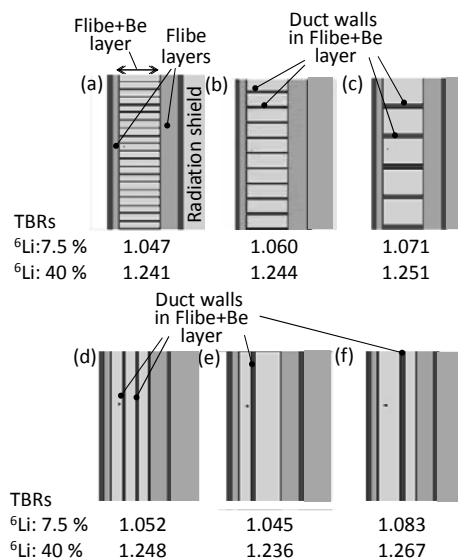 Flibe+Be
layer
Flibe
layers
Duct walls
in Flibe+Be
layer
(a)
(b)
(c)
Radiation shield
TBRs
⁶Li:7.5 % 1.047 1.060 1.071
⁶Li: 40 % 1.241 1.244 1.251
Duct walls
in Flibe+Be
layer
(d)
(e)
(f)
TBRs
⁶Li: 7.5 % 1.052 1.045 1.083
⁶Li: 40 % 1.248 1.236 1.267